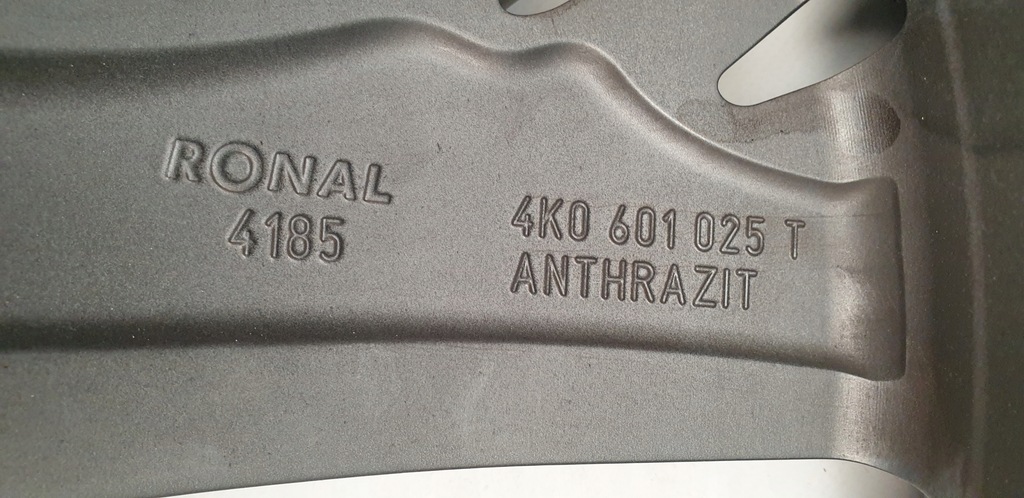 RONAL
4185
4K0 601 025 T
ANTHRAZIT